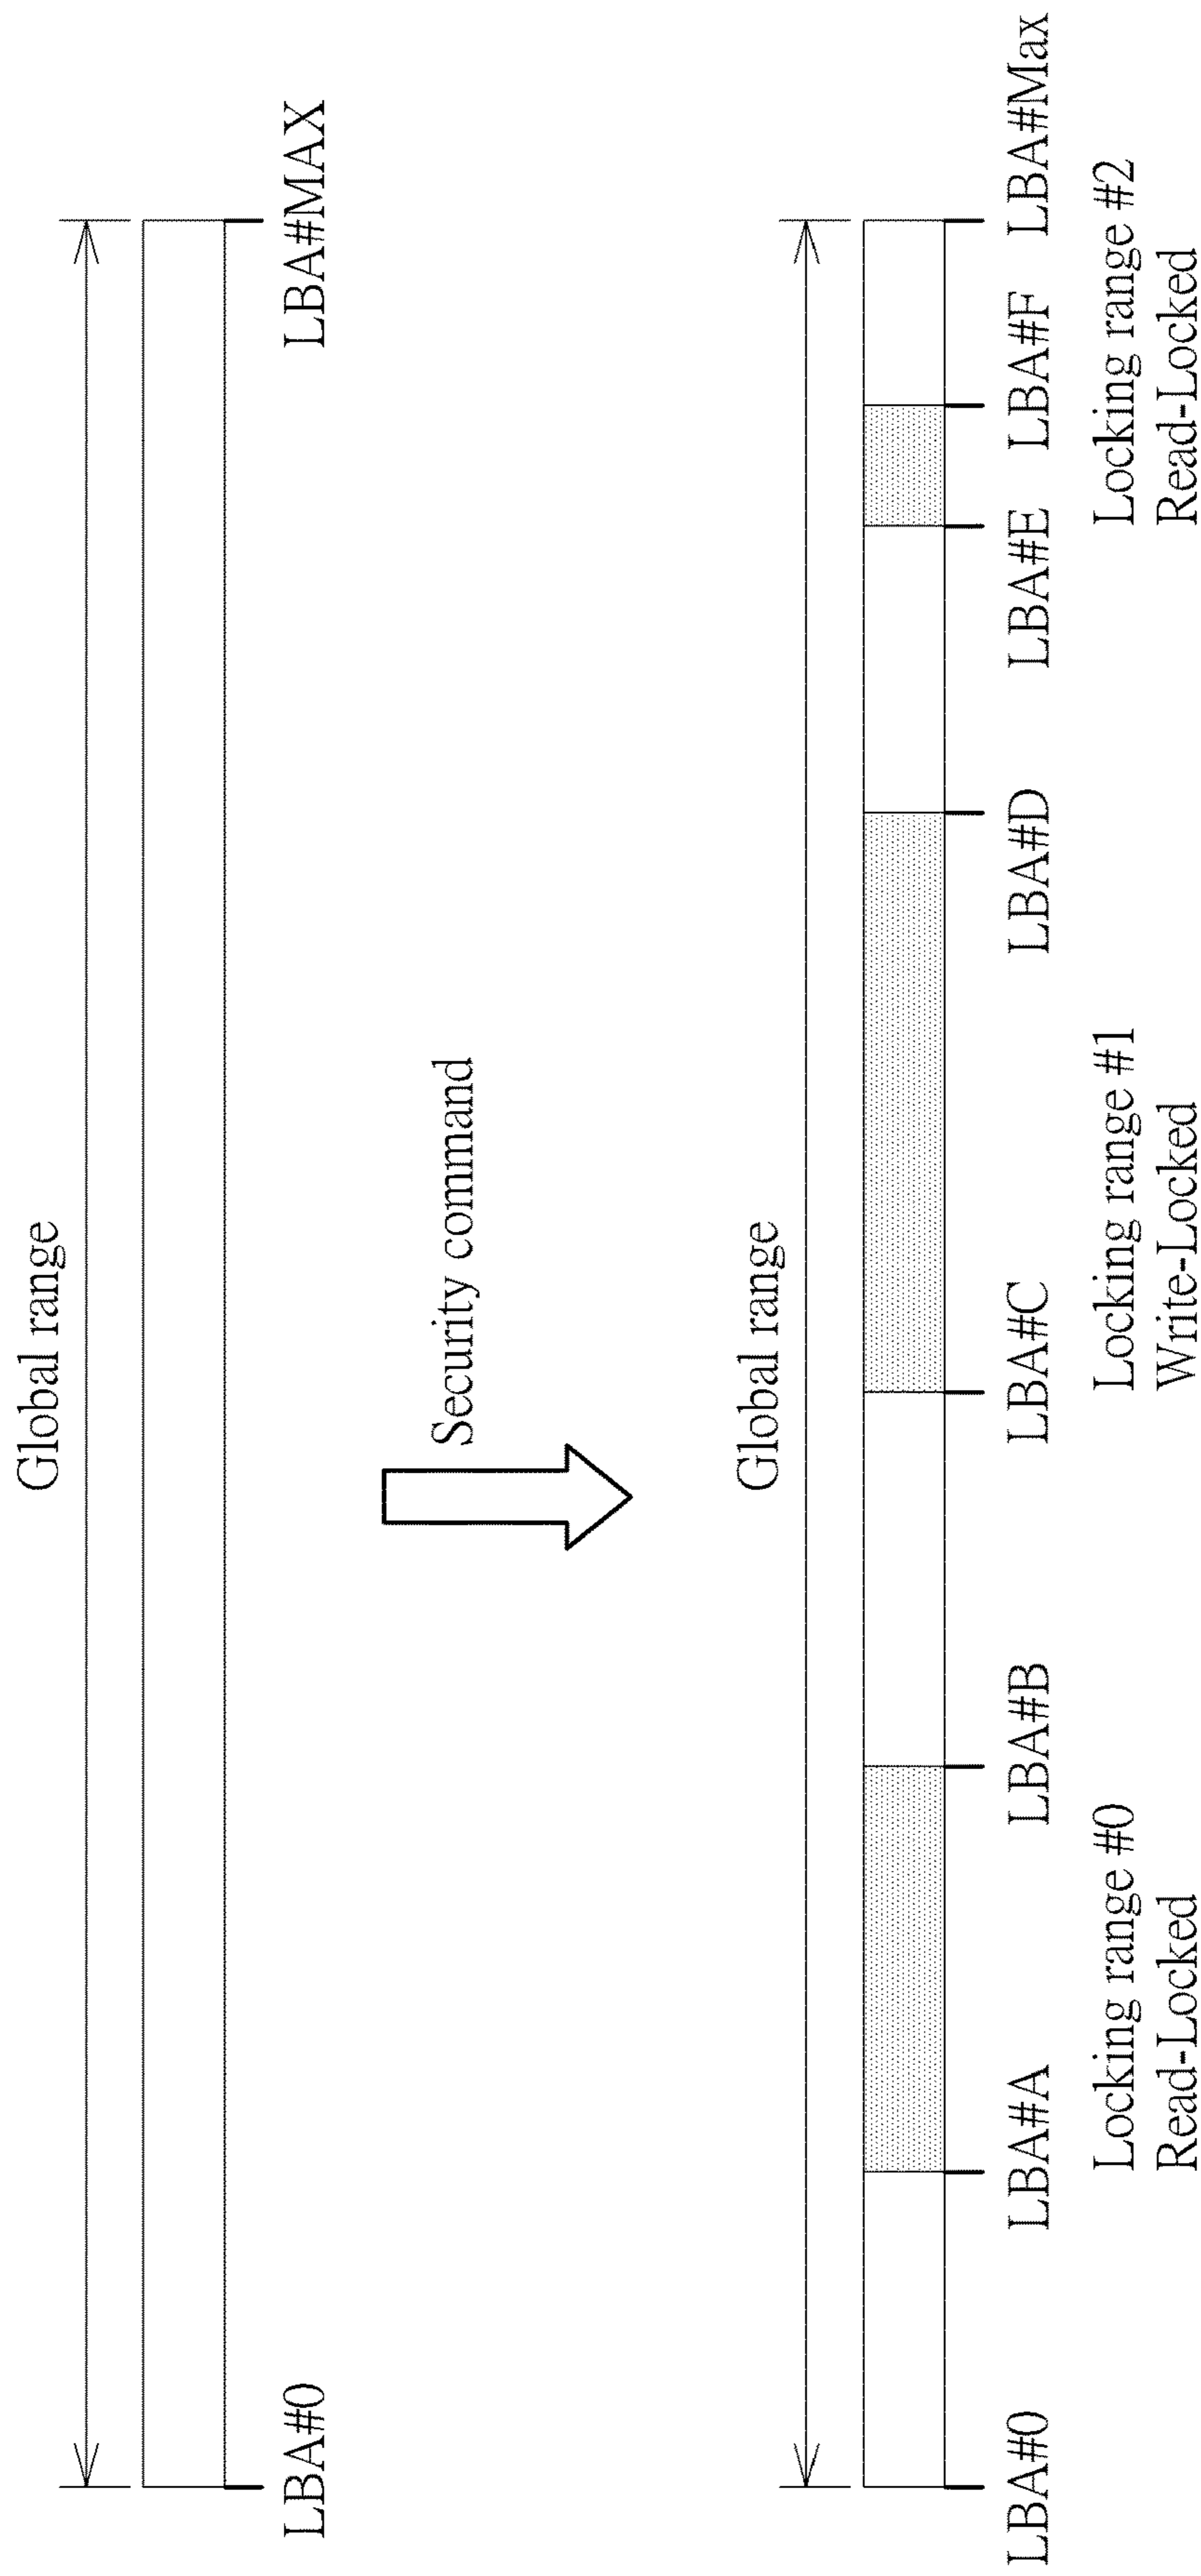 Global range
LBA#0
LBA#MAX
Security command
Global range
LBA#0
LBA#A
LBA#B
LBA#C
LBA#D
LBA#E
LBA#F
LBA#Max
Locking range #0
Read-Locked
Locking range #1
Write-Locked
Locking range #2
Read-Locked